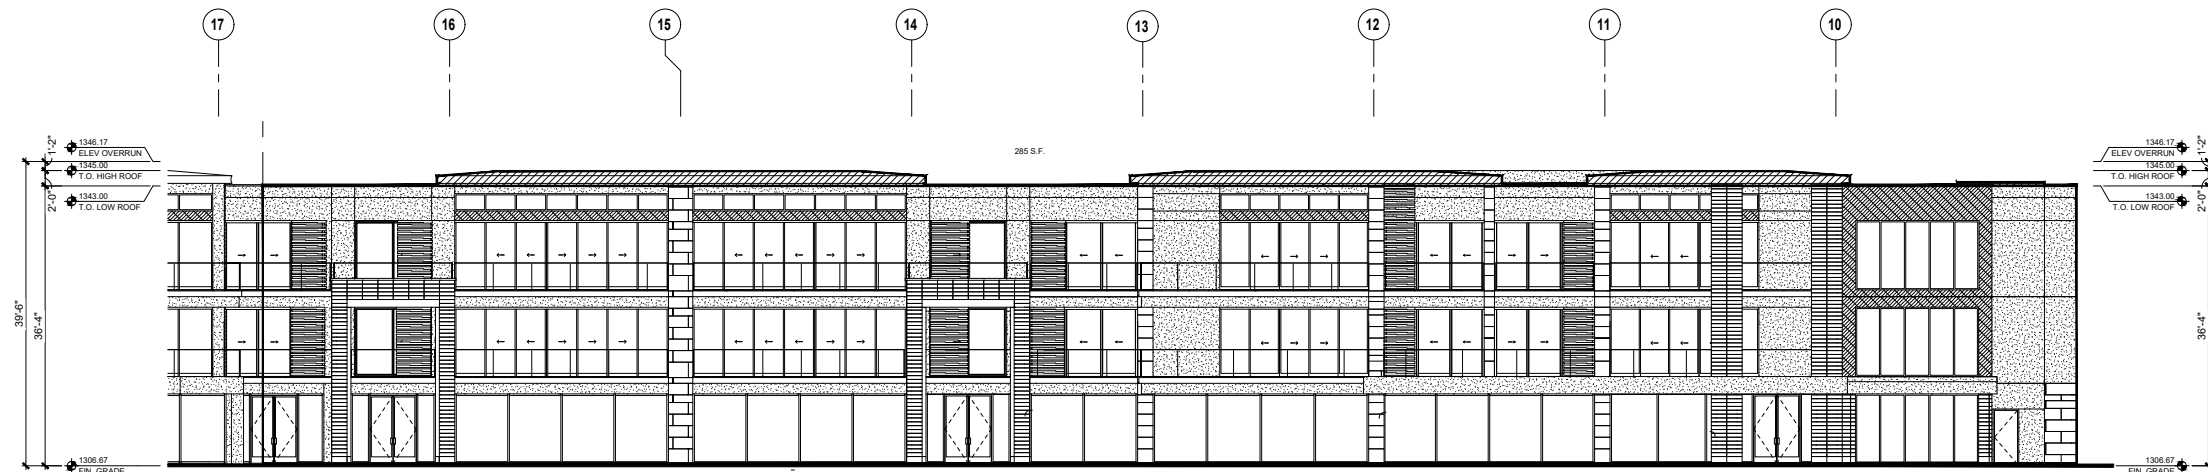 17 16 15 14 13 12 11 10
1346.17
ELEV OVERRUN
1345.00
T.O. HIGH ROOF
1343.00
T.O. LOW ROOF
1'-2"
2'-0"
39'-6"
36'-4"
1306.67
FIN. GRADE
285 S.F.
1346.17
ELEV OVERRUN
1345.00
T.O. HIGH ROOF
1343.00
T.O. LOW ROOF
1'-2"
2'-0"
36'-4"
1306.67
FIN. GRADE